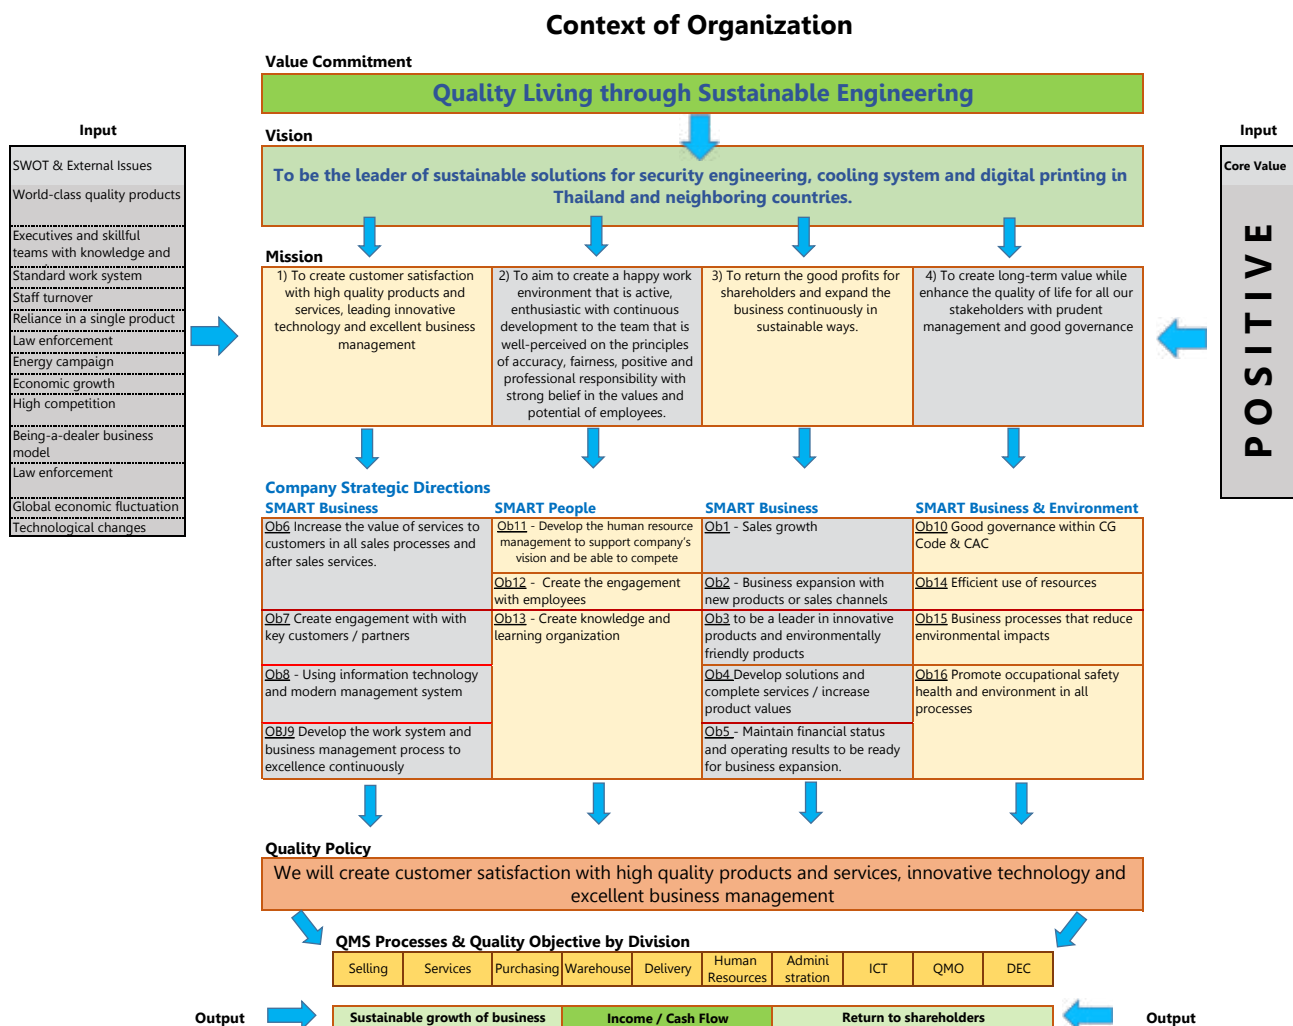 Context of Organization
Value Commitment
Quality Living through Sustainable Engineering
Input
SWOT & External Issues
World-class quality products
Executives and skillful
teams with knowledge and
Standard work system
Staff turnover
Reliance in a single product
Law enforcement
Energy campaign
Economic growth
High competition
Being-a-dealer business
model
Law enforcement
Global economic fluctuation
Technological changes
Vision
To be the leader of sustainable solutions for security engineering, cooling system and digital printing in
Thailand and neighboring countries.
Input
Core Value
POSITIVE
Mission
1) To create customer satisfaction
with high quality products and
services, leading innovative
technology and excellent business
management
2) To aim to create a happy work
environment that is active,
enthusiastic with continuous
development to the team that is
well-perceived on the principles
of accuracy, fairness, positive and
professional responsibility with
strong belief in the values and
potential of employees.
3) To return the good profits for
shareholders and expand the
business continuously in
sustainable ways.
4) To create long-term value while
enhance the quality of life for all our
stakeholders with prudent
management and good governance
Company Strategic Directions
SMART Business
Ob6 Increase the value of services to
customers in all sales processes and
after sales services.
Ob7 Create engagement with with
key customers / partners
Ob8 - Using information technology
and modern management system
OBJ9 Develop the work system and
business management process to
excellence continuously
SMART People
Ob11 - Develop the human resource
management to support company's
vision and be able to compete
Ob12 -  Create the engagement
with employees
Ob13 - Create knowledge and
learning organization
SMART Business
Ob1 - Sales growth
Ob2 - Business expansion with
new products or sales channels
Ob3 to be a leader in innovative
products and environmentally
friendly products
Ob4 Develop solutions and
complete services / increase
product values
Ob5 - Maintain financial status
and operating results to be ready
for business expansion.
SMART Business & Environment
Ob10 Good governance within CG
Code & CAC
Ob14 Efficient use of resources
Ob15 Business processes that reduce
environmental impacts
Ob16 Promote occupational safety
health and environment in all
processes
Quality Policy
We will create customer satisfaction with high quality products and services, innovative technology and
excellent business management
QMS Processes & Quality Objective by Division
Selling
Services
Purchasing
Warehouse
Delivery
Human
Resources
Admini
stration
ICT
QMO
DEC
Output
Sustainable growth of business
Income / Cash Flow
Return to shareholders
Output